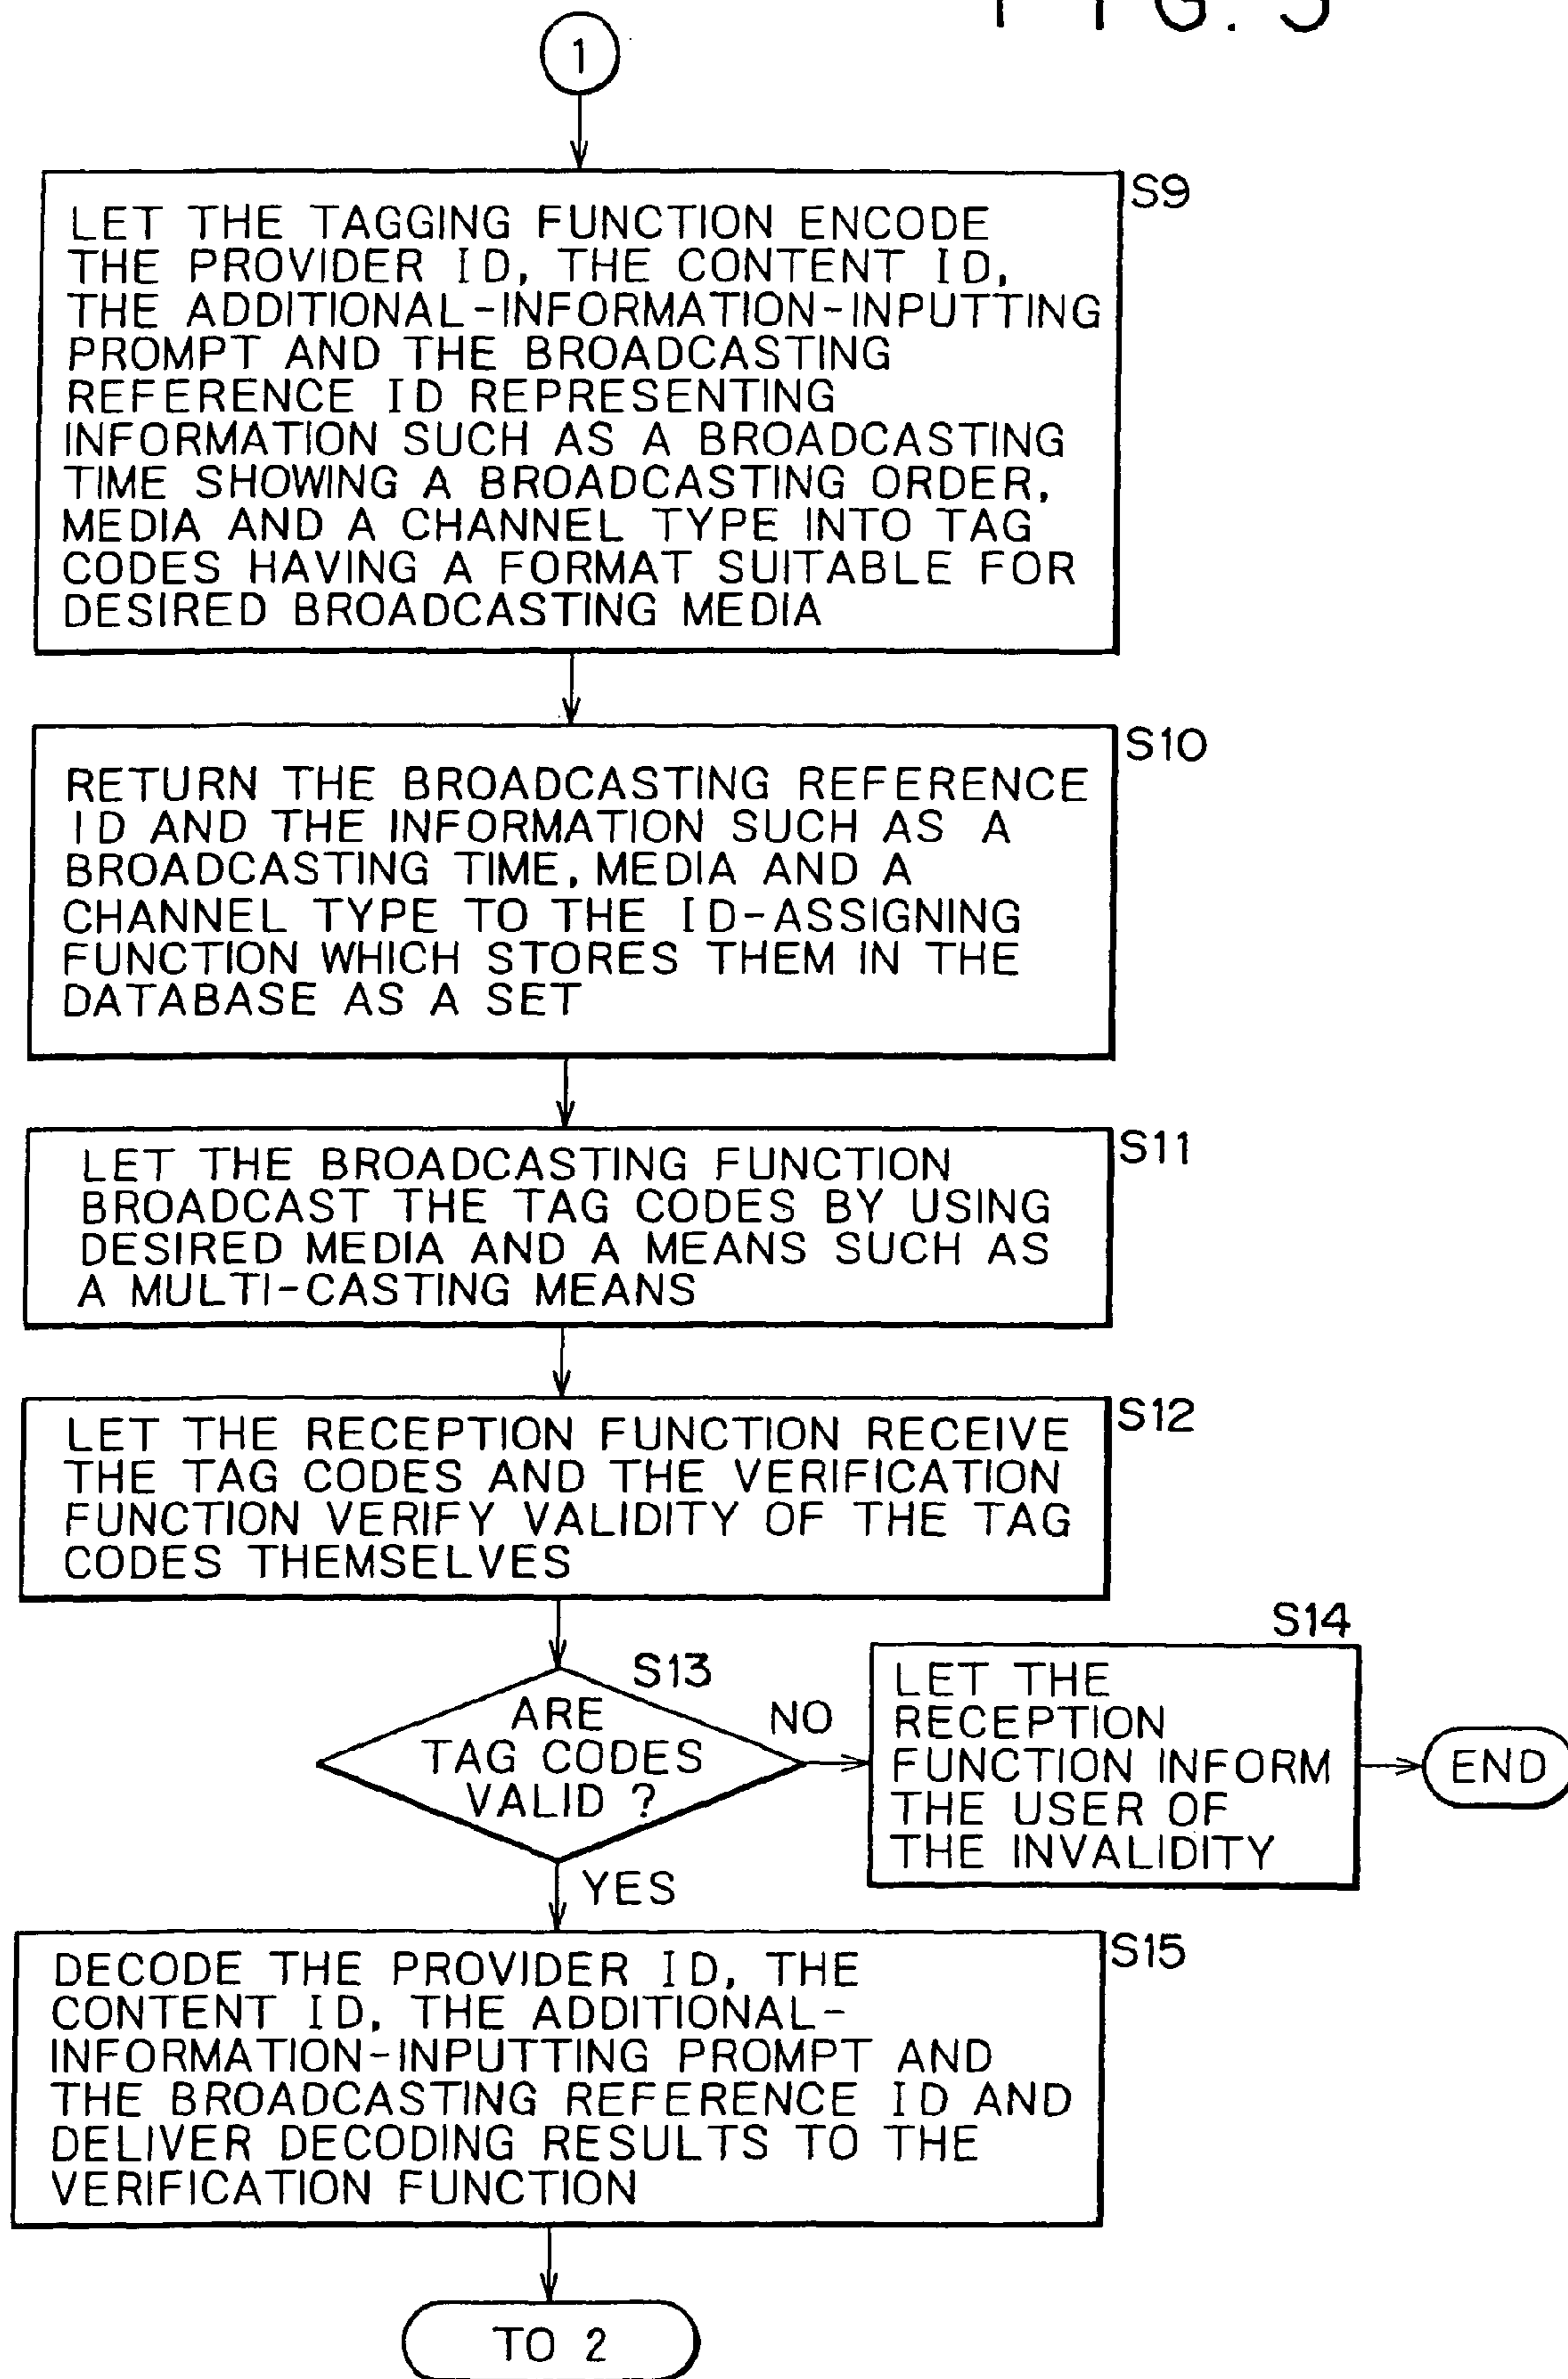 FIG. 5
1
S9
LET THE TAGGING FUNCTION ENCODE
THE PROVIDER ID, THE CONTENT ID,
THE ADDITIONAL-INFORMATION-INPUTTING
PROMPT AND THE BROADCASTING
REFERENCE ID REPRESENTING
INFORMATION SUCH AS A BROADCASTING
TIME SHOWING A BROADCASTING ORDER,
MEDIA AND A CHANNEL TYPE INTO TAG
CODES HAVING A FORMAT SUITABLE FOR
DESIRED BROADCASTING MEDIA
S10
RETURN THE BROADCASTING REFERENCE
ID AND THE INFORMATION SUCH AS A
BROADCASTING TIME, MEDIA AND A
CHANNEL TYPE TO THE ID-ASSIGNING
FUNCTION WHICH STORES THEM IN THE
DATABASE AS A SET
S11
LET THE BROADCASTING FUNCTION
BROADCAST THE TAG CODES BY USING
DESIRED MEDIA AND A MEANS SUCH AS
A MULTI-CASTING MEANS
S12
LET THE RECEPTION FUNCTION RECEIVE
THE TAG CODES AND THE VERIFICATION
FUNCTION VERIFY VALIDITY OF THE TAG
CODES THEMSELVES
S13
ARE
TAG CODES
VALID ?
NO
S14
LET THE
RECEPTION
FUNCTION INFORM
THE USER OF
THE INVALIDITY
END
YES
S15
DECODE THE PROVIDER ID, THE
CONTENT ID, THE ADDITIONAL-
INFORMATION-INPUTTING PROMPT AND
THE BROADCASTING REFERENCE ID AND
DELIVER DECODING RESULTS TO THE
VERIFICATION FUNCTION
TO 2